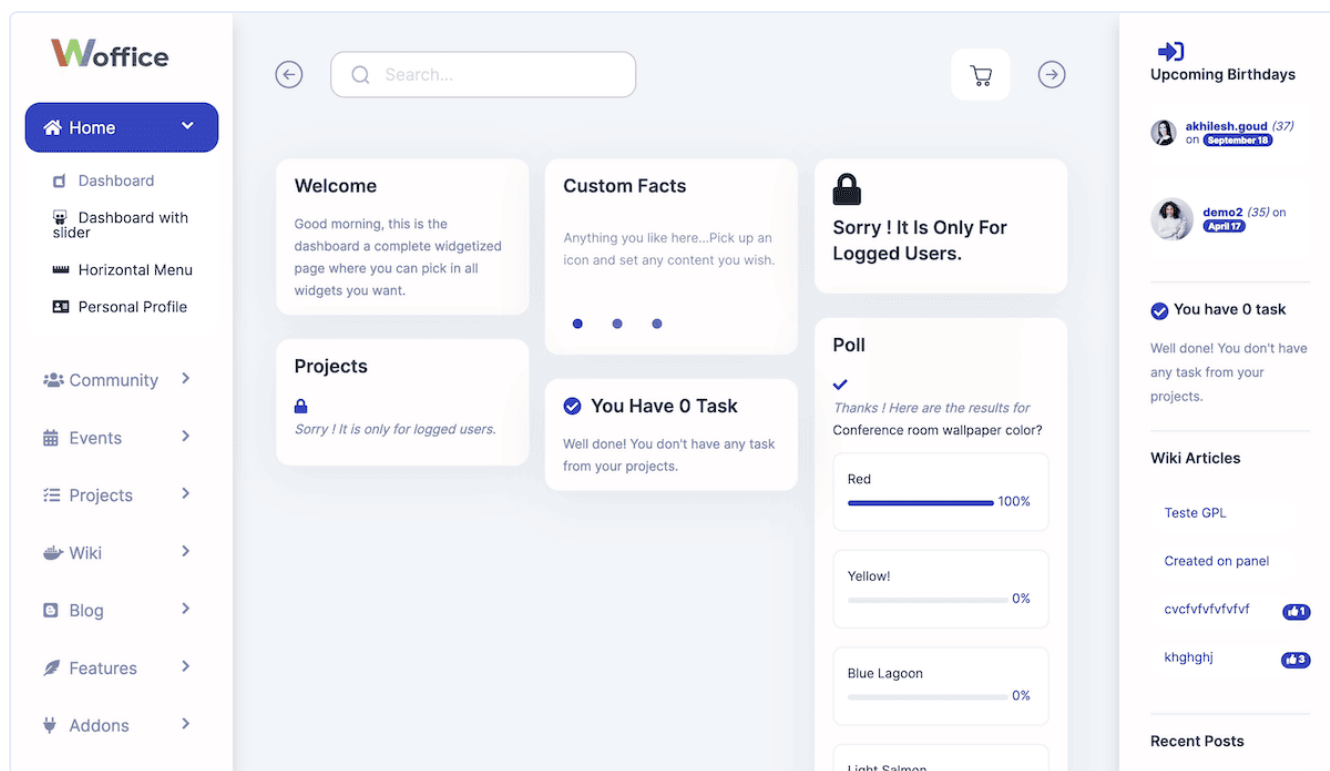 Woffice
Home
Dashboard
Dashboard with
slider
Horizontal Menu
Personal Profile
Community
Events
Projects
Wiki
Blog
Features
Addons
Search...
Welcome
Good morning, this is the
dashboard a complete widgetized
page where you can pick in all
widgets you want.
Projects
Sorry ! It is only for logged users.
Custom Facts
Anything you like here...Pick up an
icon and set any content you wish.
You Have 0 Task
Well done! You don't have any task
from your projects.
Sorry ! It Is Only For
Logged Users.
Poll
Thanks ! Here are the results for
Conference room wallpaper color?
Red
100%
Yellow!
0%
Blue Lagoon
0%
Light Salmon
Upcoming Birthdays
akhilesh.goud (37)
on September 18
demo2 (35) on
April 17
You have 0 task
Well done! You don't have
any task from your
projects.
Wiki Articles
Teste GPL
Created on panel
cvcfvfvfvfvfvf 1
khghghj 3
Recent Posts